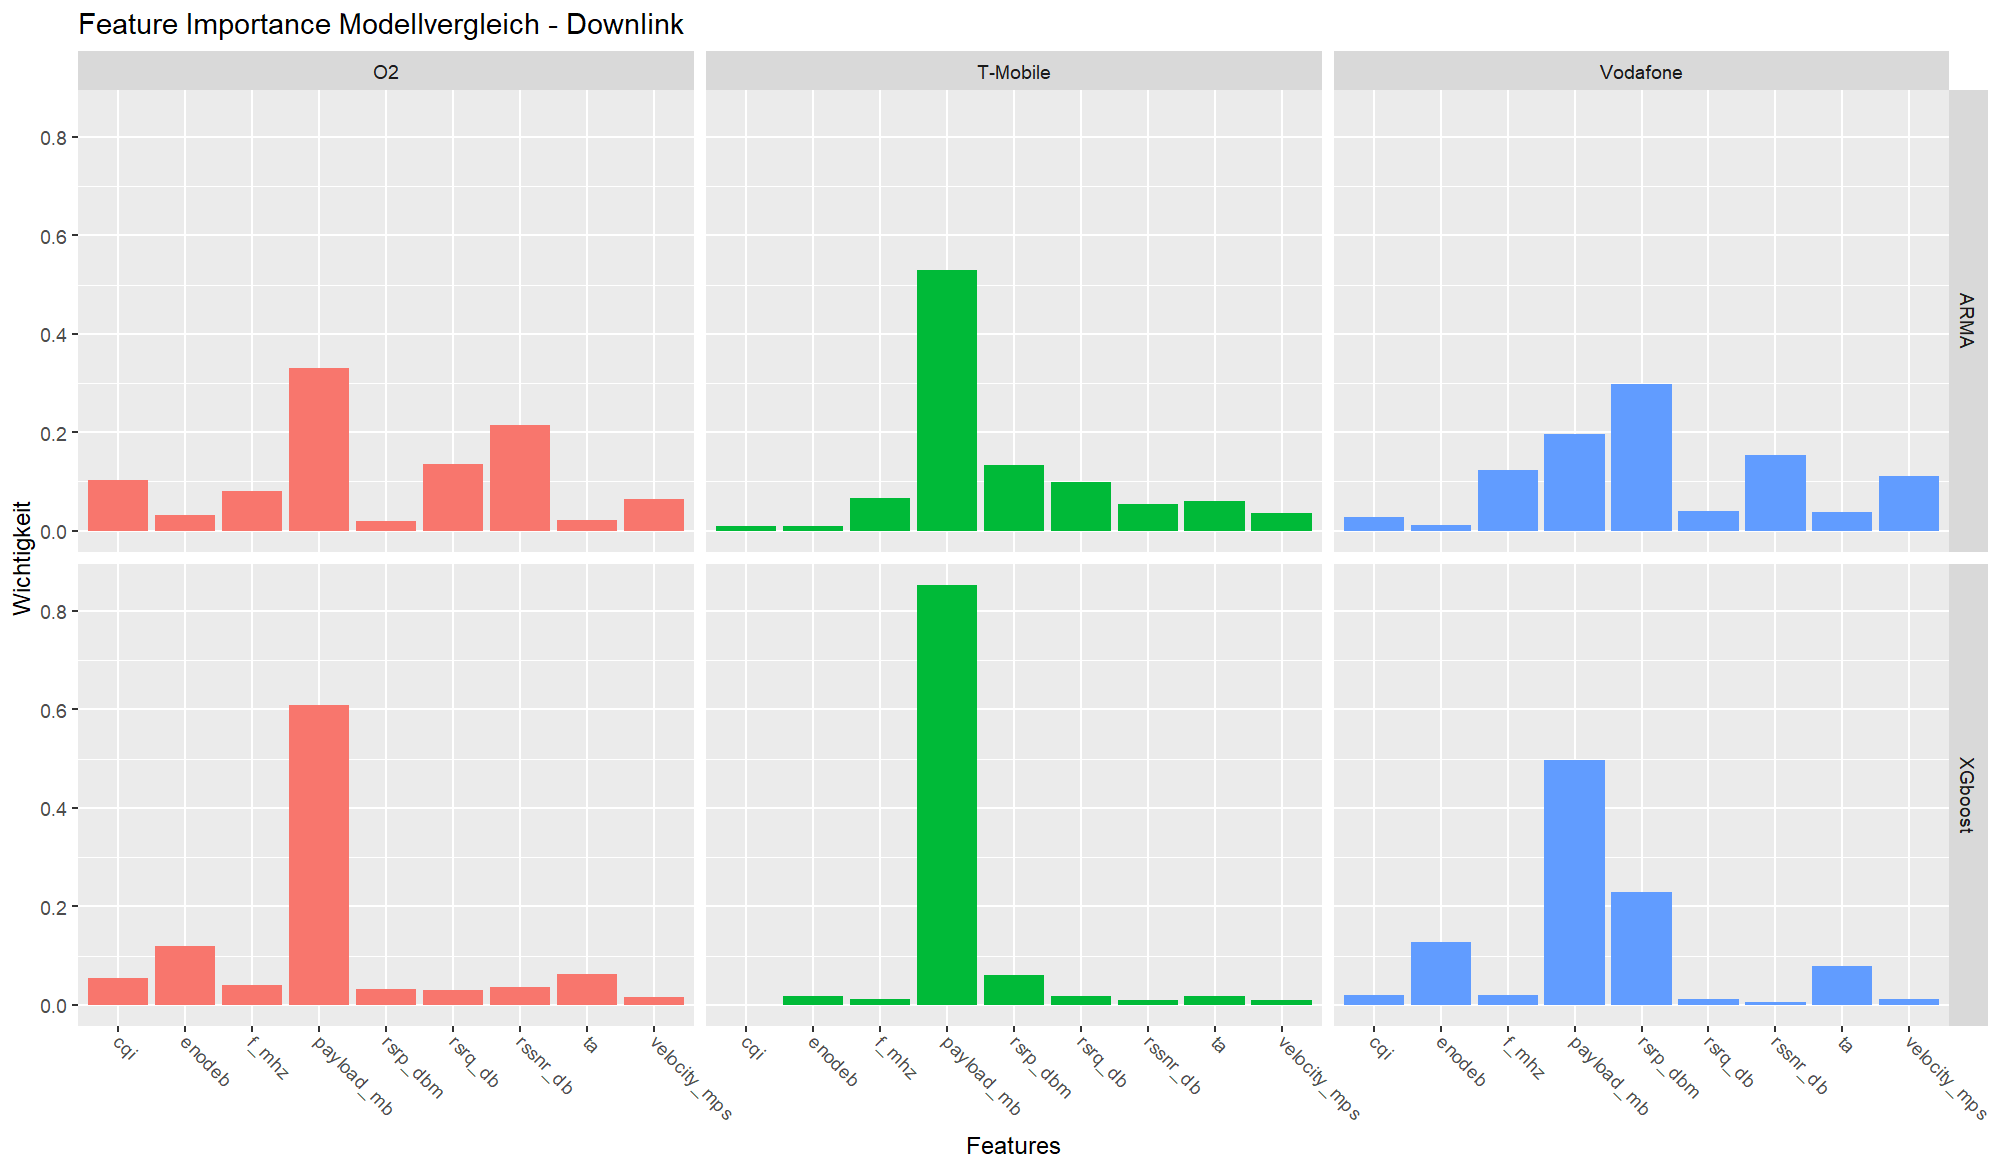 Feature Importance Modellvergleich - Downlink
O2
T-Mobile
Vodafone
Wichtigkeit
0.8
0.6
0.4
0.2
0.0
ARMA
0.8
0.6
0.4
0.2
0.0
XGboost
cqi
enodeb
f_mhz
payload_mb
rsrp_dbm
rsrq_db
rssnr_db
ta
velocity_mps
cqi
enodeb
f_mhz
payload_mb
rsrp_dbm
rsrq_db
rssnr_db
ta
velocity_mps
cqi
enodeb
f_mhz
payload_mb
rsrp_dbm
rsrq_db
rssnr_db
ta
velocity_mps
Features